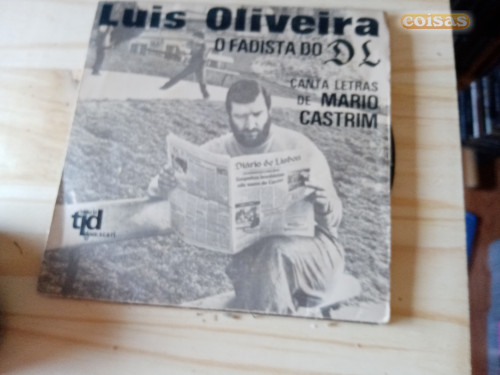 coisas
Luis Oliveira
O FADISTA DO DL
CANTA LETRAS
DE MARIO
CASTRIM
Diario de Lisboa
tjd